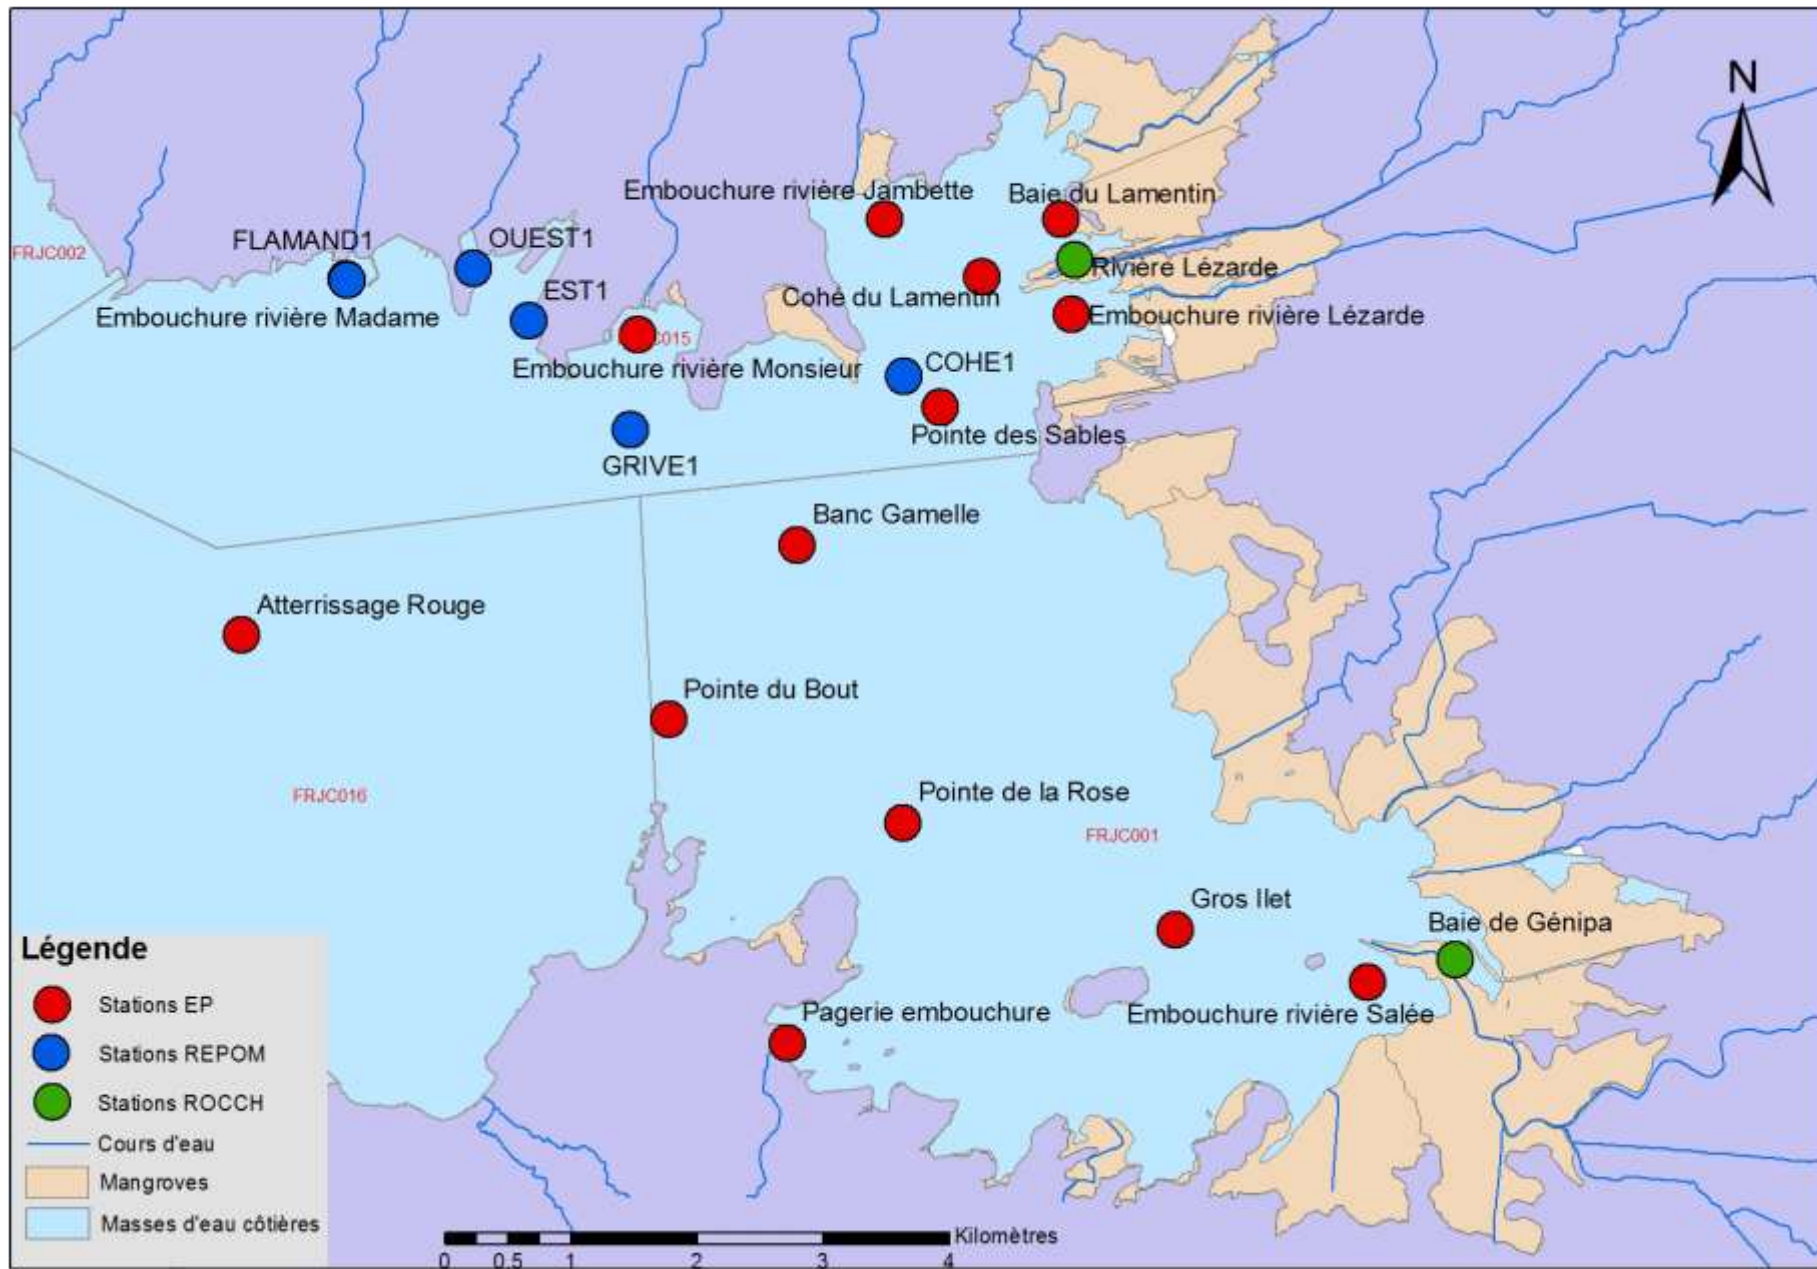 N
Embouchure rivière Jambette
Baie du Lamentin
FRJC002
FLAMAND1
OUEST1
Rivière Lézarde
EST1
Cohé du Lamentin
Embouchure rivière Madame
Embouchure rivière Lézarde
C015
Embouchure rivière Monsieur
COHE1
Pointe des Sables
GRIVE1
Banc Gamelle
Atterrissage Rouge
Pointe du Bout
FRJC016
Pointe de la Rose
FRJC001
Gros Ilet
Baie de Génipa
Pagerie embouchure
Embouchure rivière Salée
Légende
Stations EP
Stations REPOM
Stations ROCCH
Cours d'eau
Mangroves
Masses d'eau côtières
Kilomètres
0 0.5 1 2 3 4